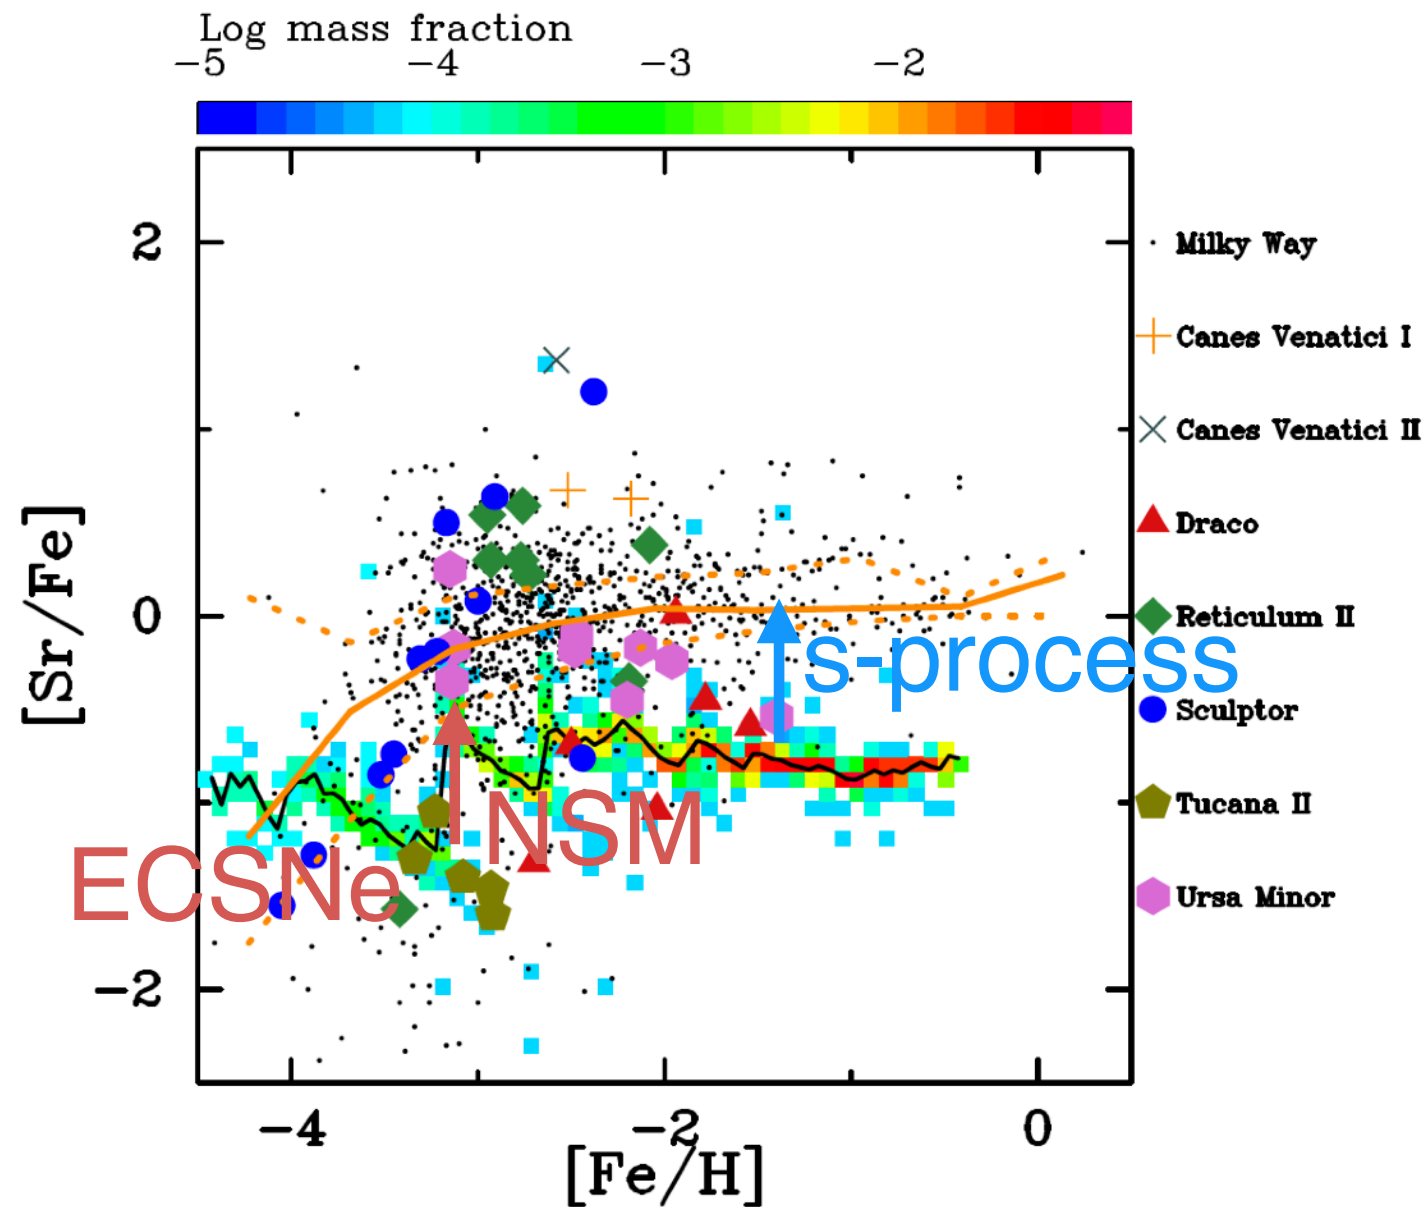 Log mass fraction
−5 −4 −3 −2
2
Milky Way
Canes Venatici I
Canes Venatici II
Draco
[Sr/Fe]
0
Reticulum II
s-process
Sculptor
NSM
Tucana II
ECSNe
Ursa Minor
−2
−4 −2 0
[Fe/H]